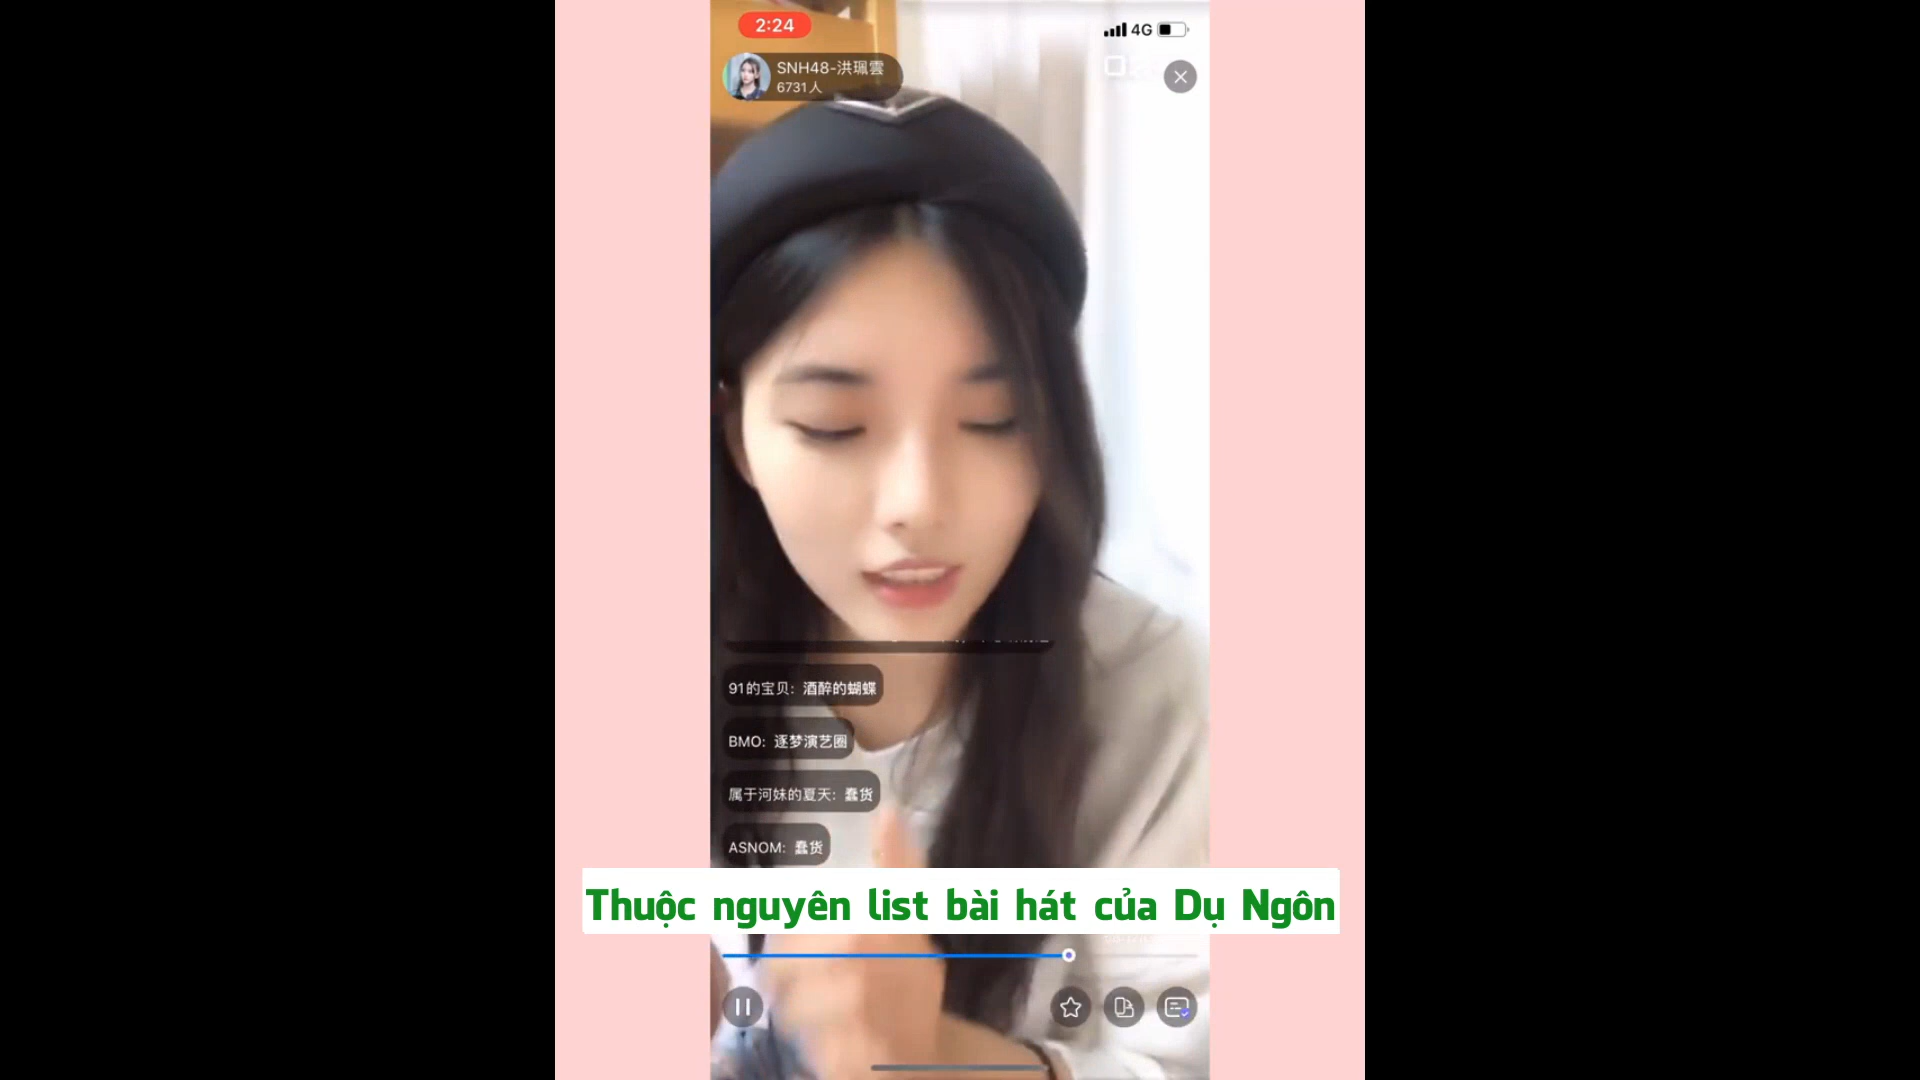 2:24
4G
SNH48-洪珮雲
6731人
91的宝贝: 酒醉的蝴蝶
BMO: 逐梦演艺圈
属于河妹的夏天: 蠢货
ASNOM: 蠢货
Thuộc nguyên list bài hát của Dụ Ngôn